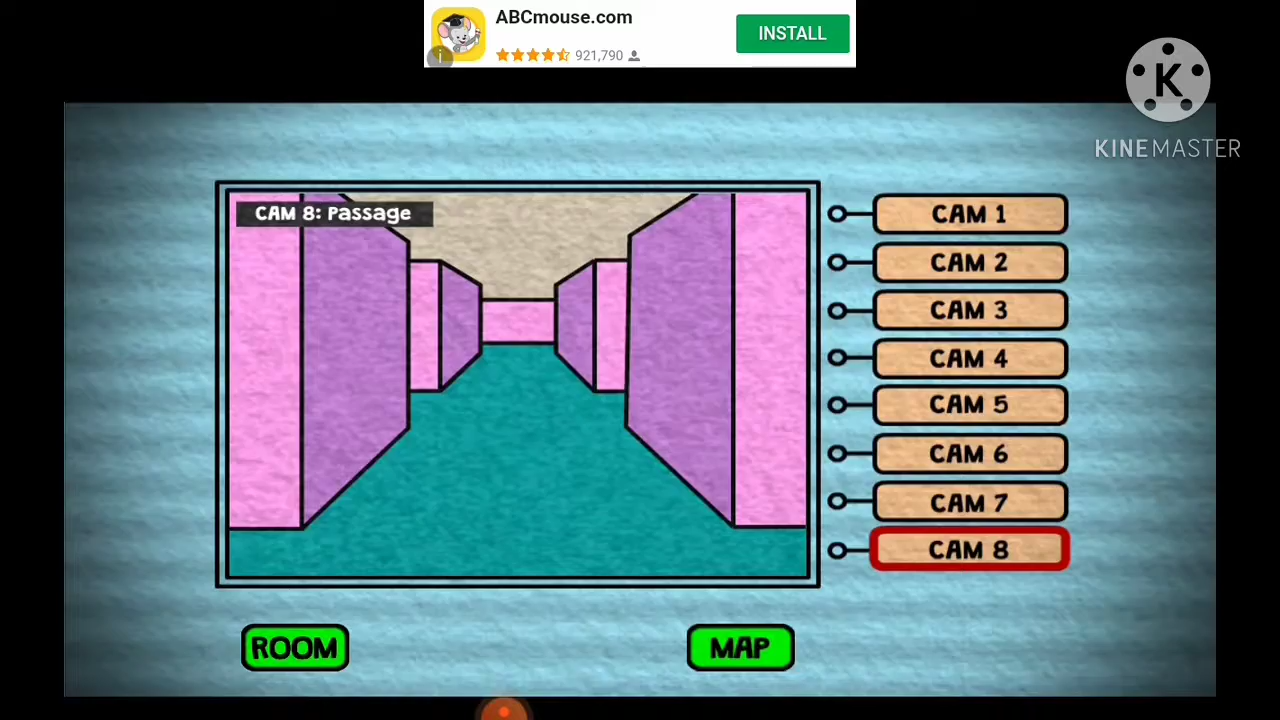 ABCmouse.com
INSTALL
921,790
K
KINEMASTER
CAM 8: Passage
CAM 1
CAM 2
CAM 3
CAM 4
CAM 5
CAM 6
CAM 7
CAM 8
ROOM
MAP